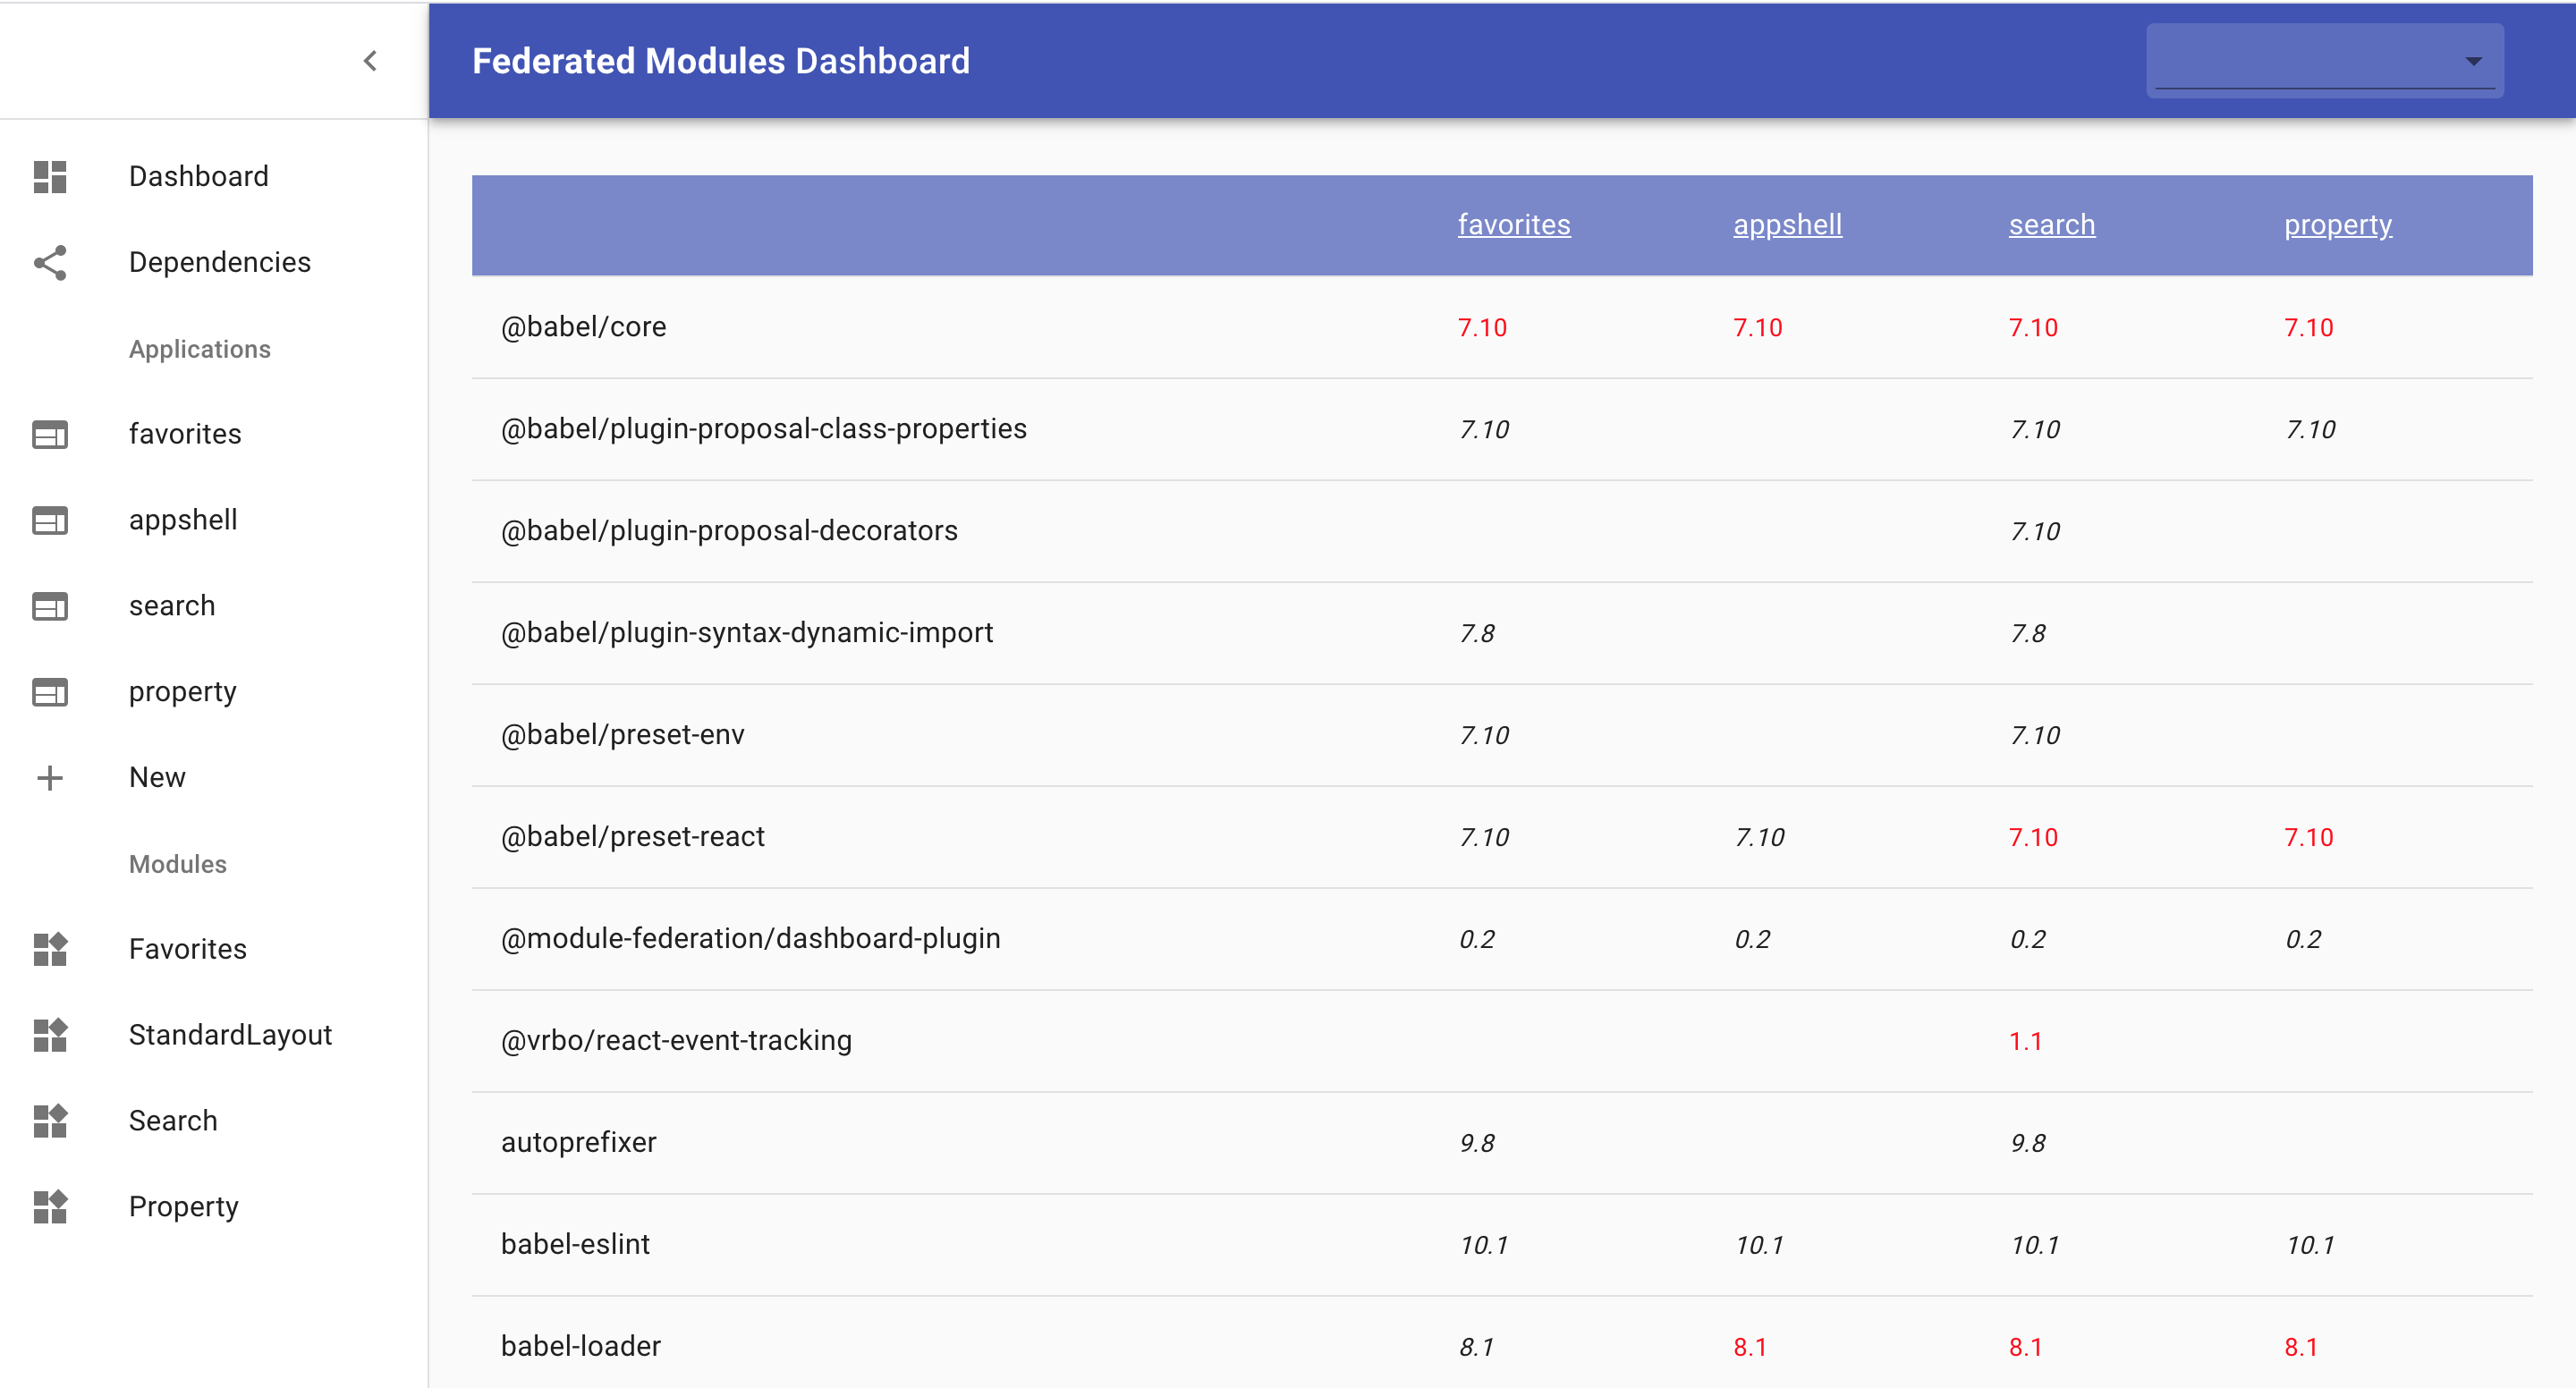 Federated Modules Dashboard
Dashboard
Dependencies
Applications
favorites
appshell
search
property
New
Modules
Favorites
StandardLayout
Search
Property
favorites appshell search property
@babel/core 7.10 7.10 7.10 7.10
@babel/plugin-proposal-class-properties 7.10 7.10 7.10
@babel/plugin-proposal-decorators 7.10
@babel/plugin-syntax-dynamic-import 7.8 7.8
@babel/preset-env 7.10 7.10
@babel/preset-react 7.10 7.10 7.10 7.10
@module-federation/dashboard-plugin 0.2 0.2 0.2 0.2
@vrbo/react-event-tracking 1.1
autoprefixer 9.8 9.8
babel-eslint 10.1 10.1 10.1 10.1
babel-loader 8.1 8.1 8.1 8.1